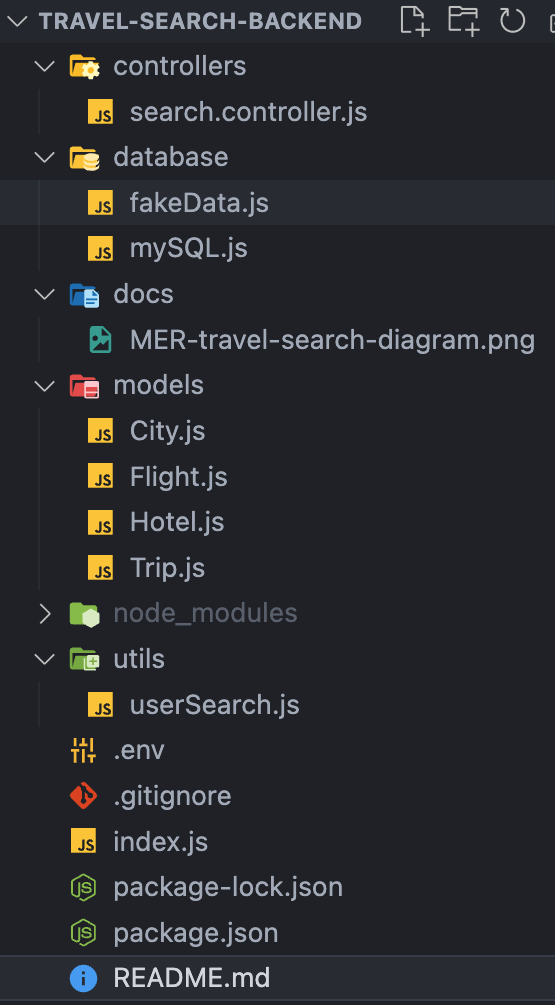 TRAVEL-SEARCH-BACKEND
controllers
JS search.controller.js
database
JS fakeData.js
JS mySQL.js
docs
MER-travel-search-diagram.png
models
JS City.js
JS Flight.js
JS Hotel.js
JS Trip.js
node_modules
utils
JS userSearch.js
.env
.gitignore
JS index.js
JS package-lock.json
JS package.json
i README.md